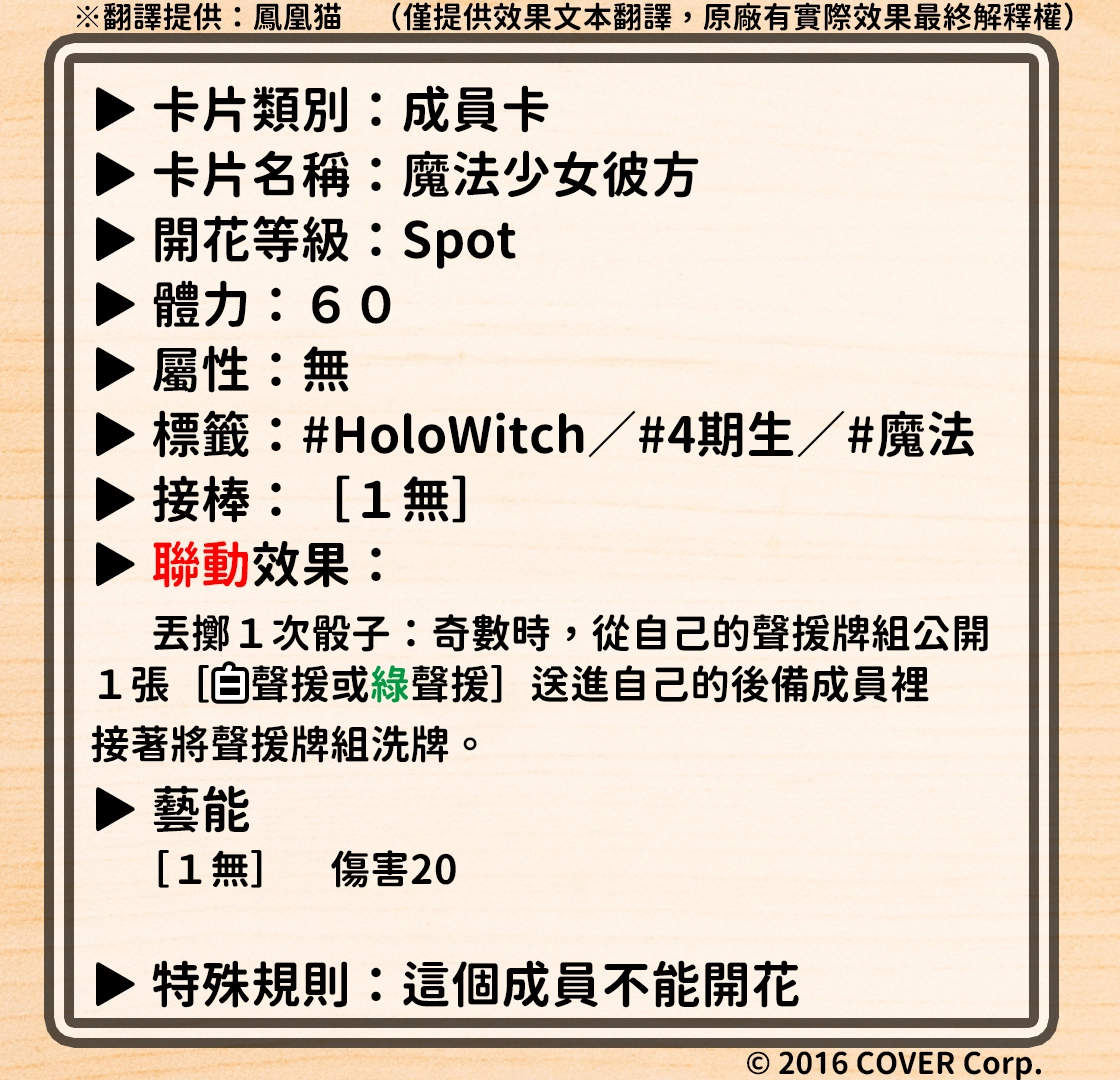 ※翻譯提供：鳳凰猫　（僅提供效果文本翻譯，原廠有實際效果最終解釋權）
▶ 卡片類別：成員卡
▶ 卡片名稱：魔法少女彼方
▶ 開花等級：Spot
▶ 體力：６０
▶ 屬性：無
▶ 標籤：#HoloWitch／#4期生／#魔法
▶ 接棒：［１無］
▶ 聯動效果：
丟擲１次骰子：奇數時，從自己的聲援牌組公開
１張［白聲援或綠聲援］送進自己的後備成員裡
接著將聲援牌組洗牌。
▶ 藝能
［１無］　傷害20
▶ 特殊規則：這個成員不能開花
© 2016 COVER Corp.